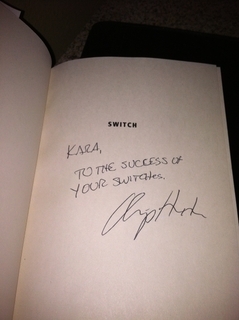 SWITCH
KARA,
TO THE SUCCESS OF
YOUR SWITCHES.